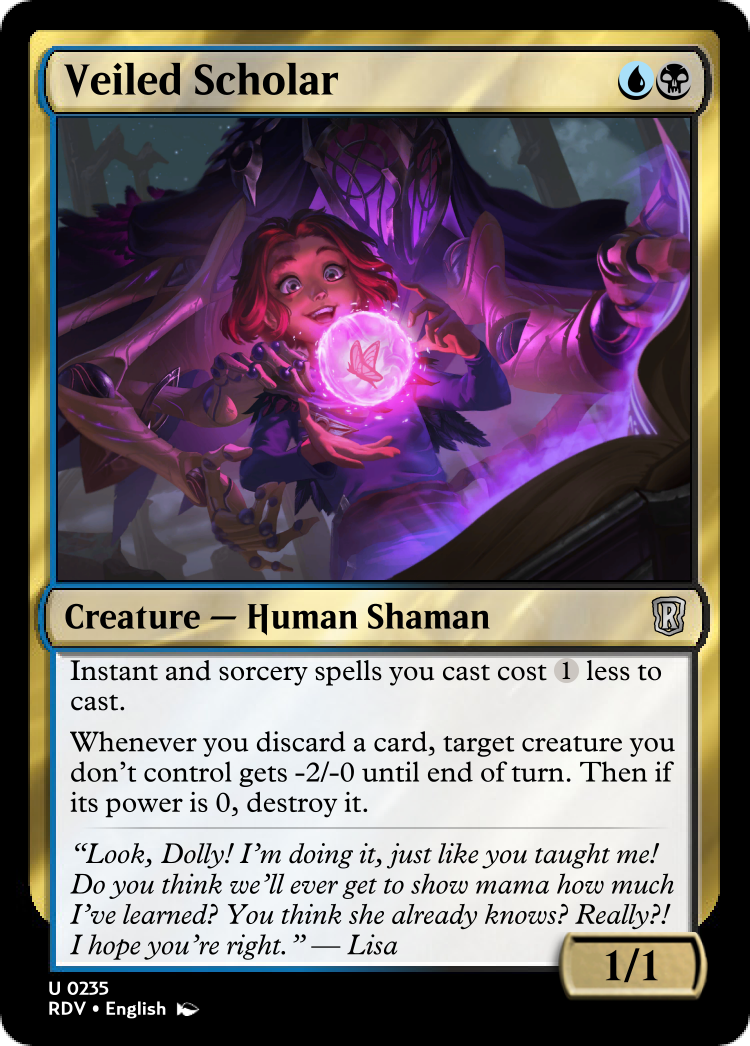 Veiled Scholar
Creature — Human Shaman
R
Instant and sorcery spells you cast cost 1 less to
cast.
Whenever you discard a card, target creature you
don’t control gets -2/-0 until end of turn. Then if
its power is 0, destroy it.
“Look, Dolly! I’m doing it, just like you taught me!
Do you think we’ll ever get to show mama how much
I’ve learned? You think she already knows? Really?!
I hope you’re right.” — Lisa
1/1
U 0235
RDV • English